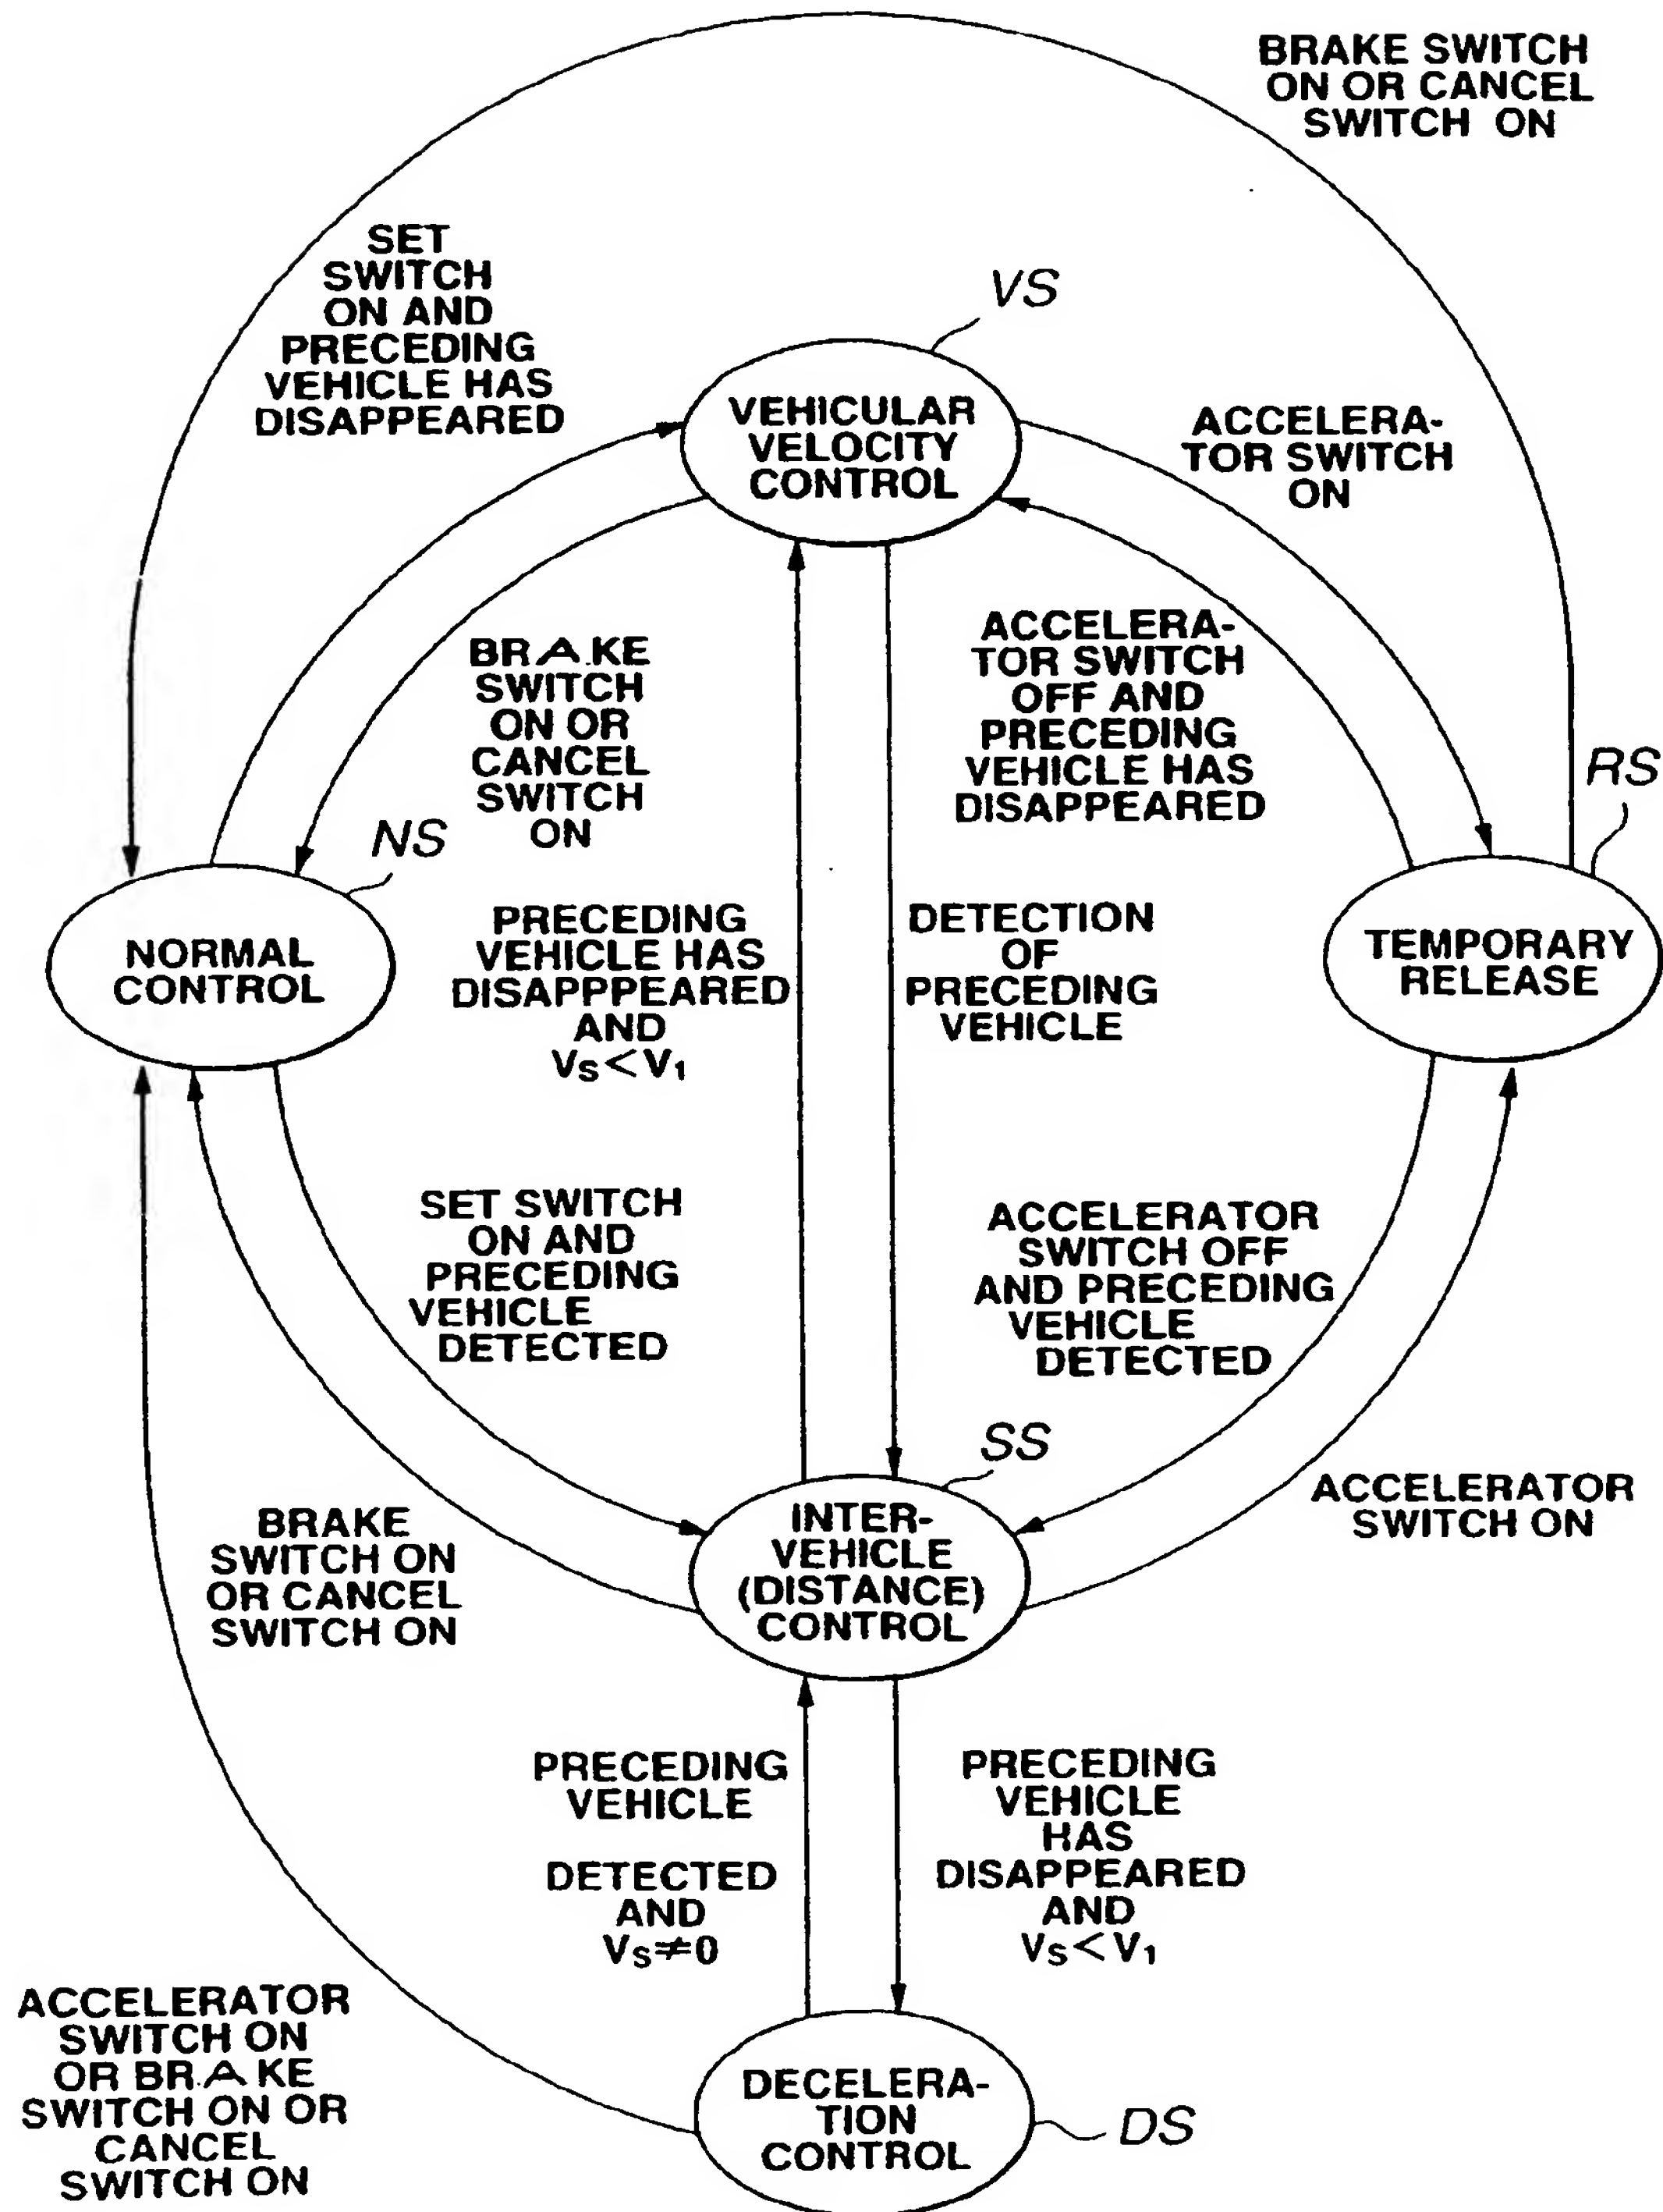 BRAKE SWITCH
ON OR CANCEL
SWITCH ON
SET
SWITCH
ON AND
PRECEDING
VEHICLE HAS
DISAPPEARED
VS
VEHICULAR
VELOCITY
CONTROL
ACCELERA-
TOR SWITCH
ON
BRAKE
SWITCH
ON OR
CANCEL
SWITCH
ON
ACCELERA-
TOR SWITCH
OFF AND
PRECEDING
VEHICLE HAS
DISAPPEARED
RS
NS
NORMAL
CONTROL
PRECEDING
VEHICLE HAS
DISAPPPEARED
AND
VS<V1
DETECTION
OF
PRECEDING
VEHICLE
TEMPORARY
RELEASE
SET SWITCH
ON AND
PRECEDING
VEHICLE
DETECTED
ACCELERATOR
SWITCH OFF
AND PRECEDING
VEHICLE
DETECTED
SS
INTER-
VEHICLE
(DISTANCE)
CONTROL
ACCELERATOR
SWITCH ON
BRAKE
SWITCH ON
OR CANCEL
SWITCH ON
PRECEDING
VEHICLE
DETECTED
AND
VS≠0
PRECEDING
VEHICLE
HAS
DISAPPEARED
AND
VS<V1
ACCELERATOR
SWITCH ON
OR BRAKE
SWITCH ON OR
CANCEL
SWITCH ON
DECELERA-
TION
CONTROL
DS